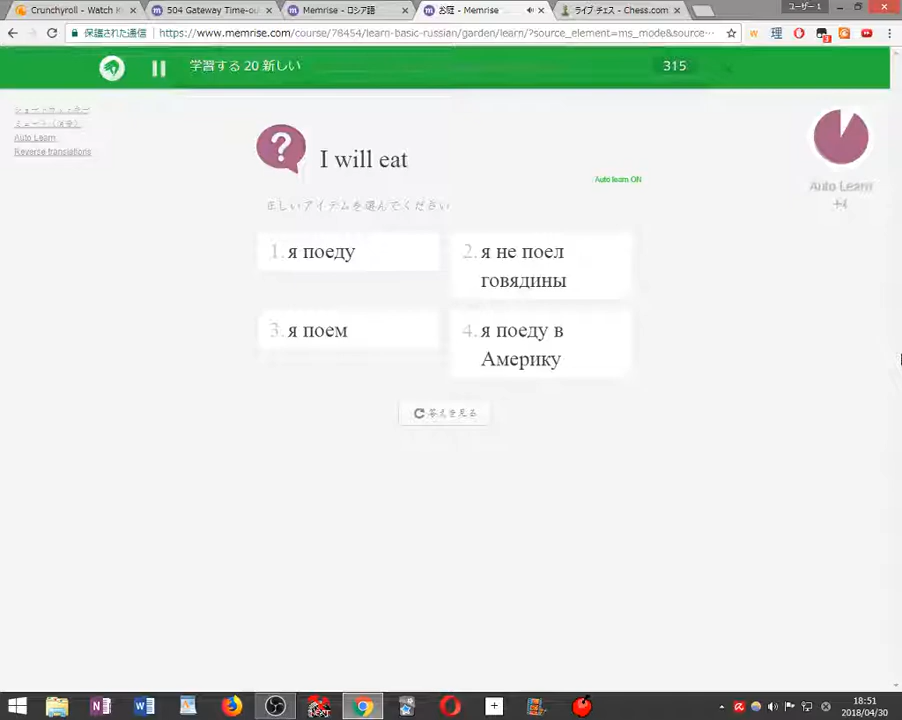 Crunchyroll - Watch K
504 Gateway Time-ou
Memrise - ロシア語
お庭 - Memrise
ライブ チェス - Chess.com
ユーザー 1
保護された通信
https://www.memrise.com/course/78454/learn-basic-russian/garden/learn/?source_element=ms_mode&source…
学習する 20 新しい
315
Auto Learn
Reverse translations
? I will eat
Auto learn ON
Auto Learn
+4
正しいアイテムを選んでください
1. я поеду
2. я не поел
говядины
3. я поем
4. я поеду в
Америку
答えを見る
18:51
2018/04/30